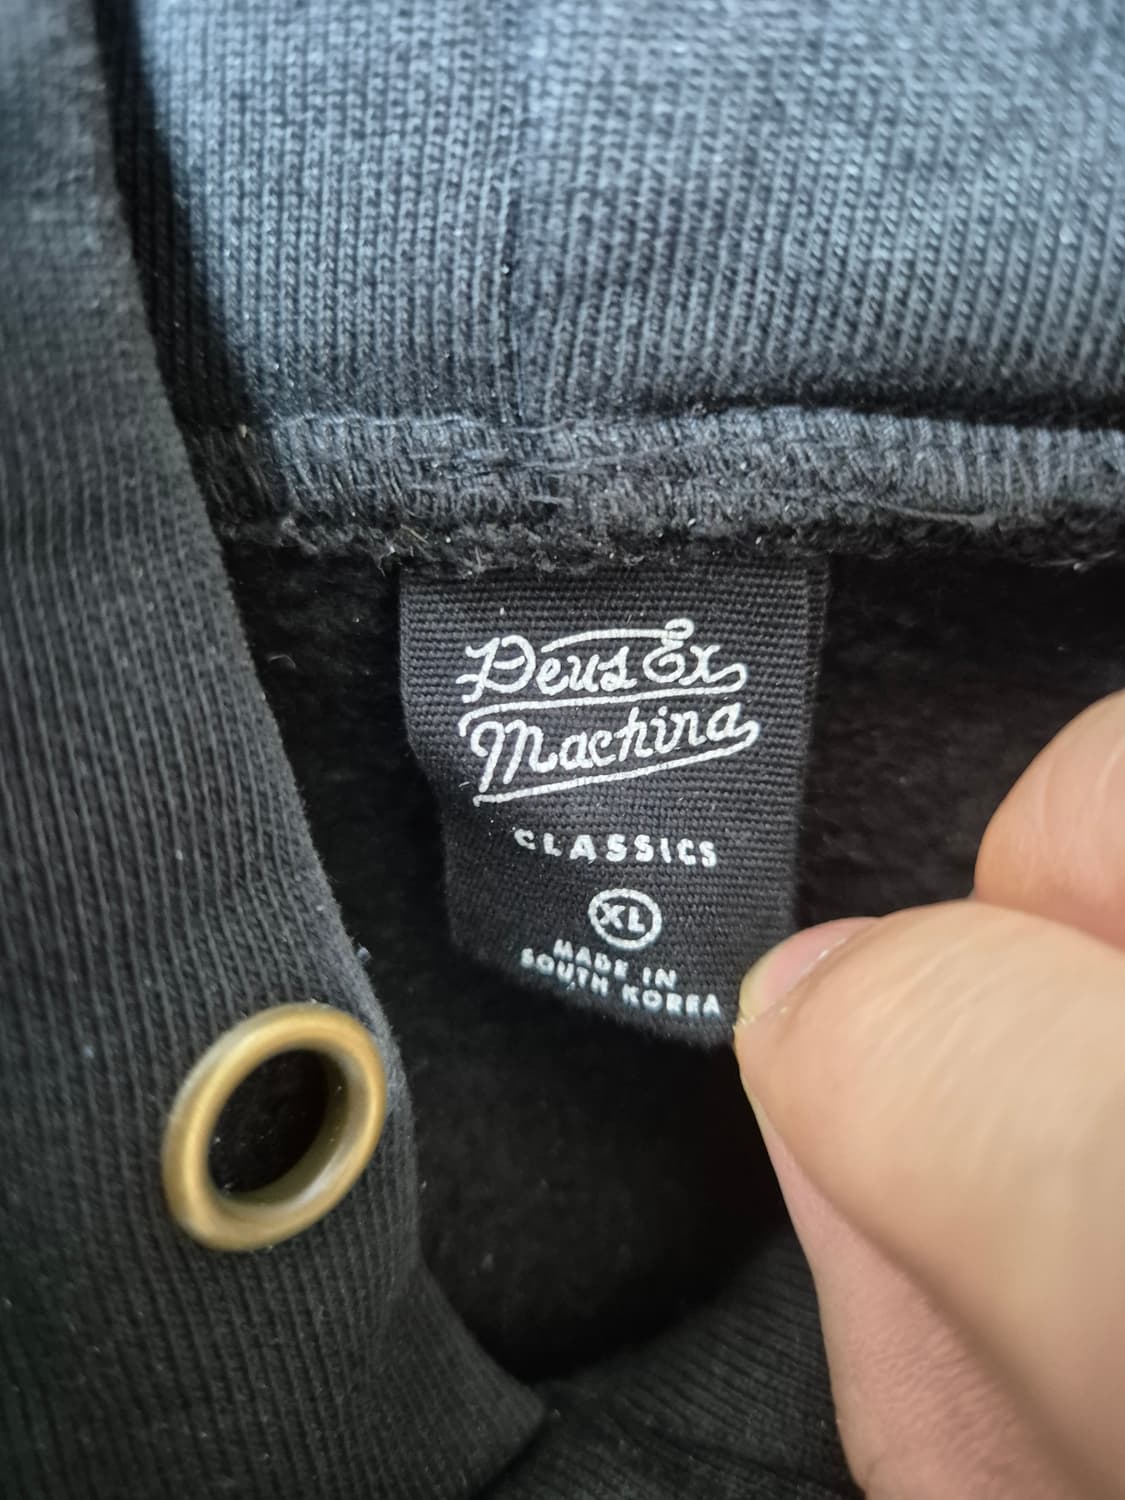 Deus Ex
Machina
CLASSICS
XL
MADE IN
SOUTH KOREA